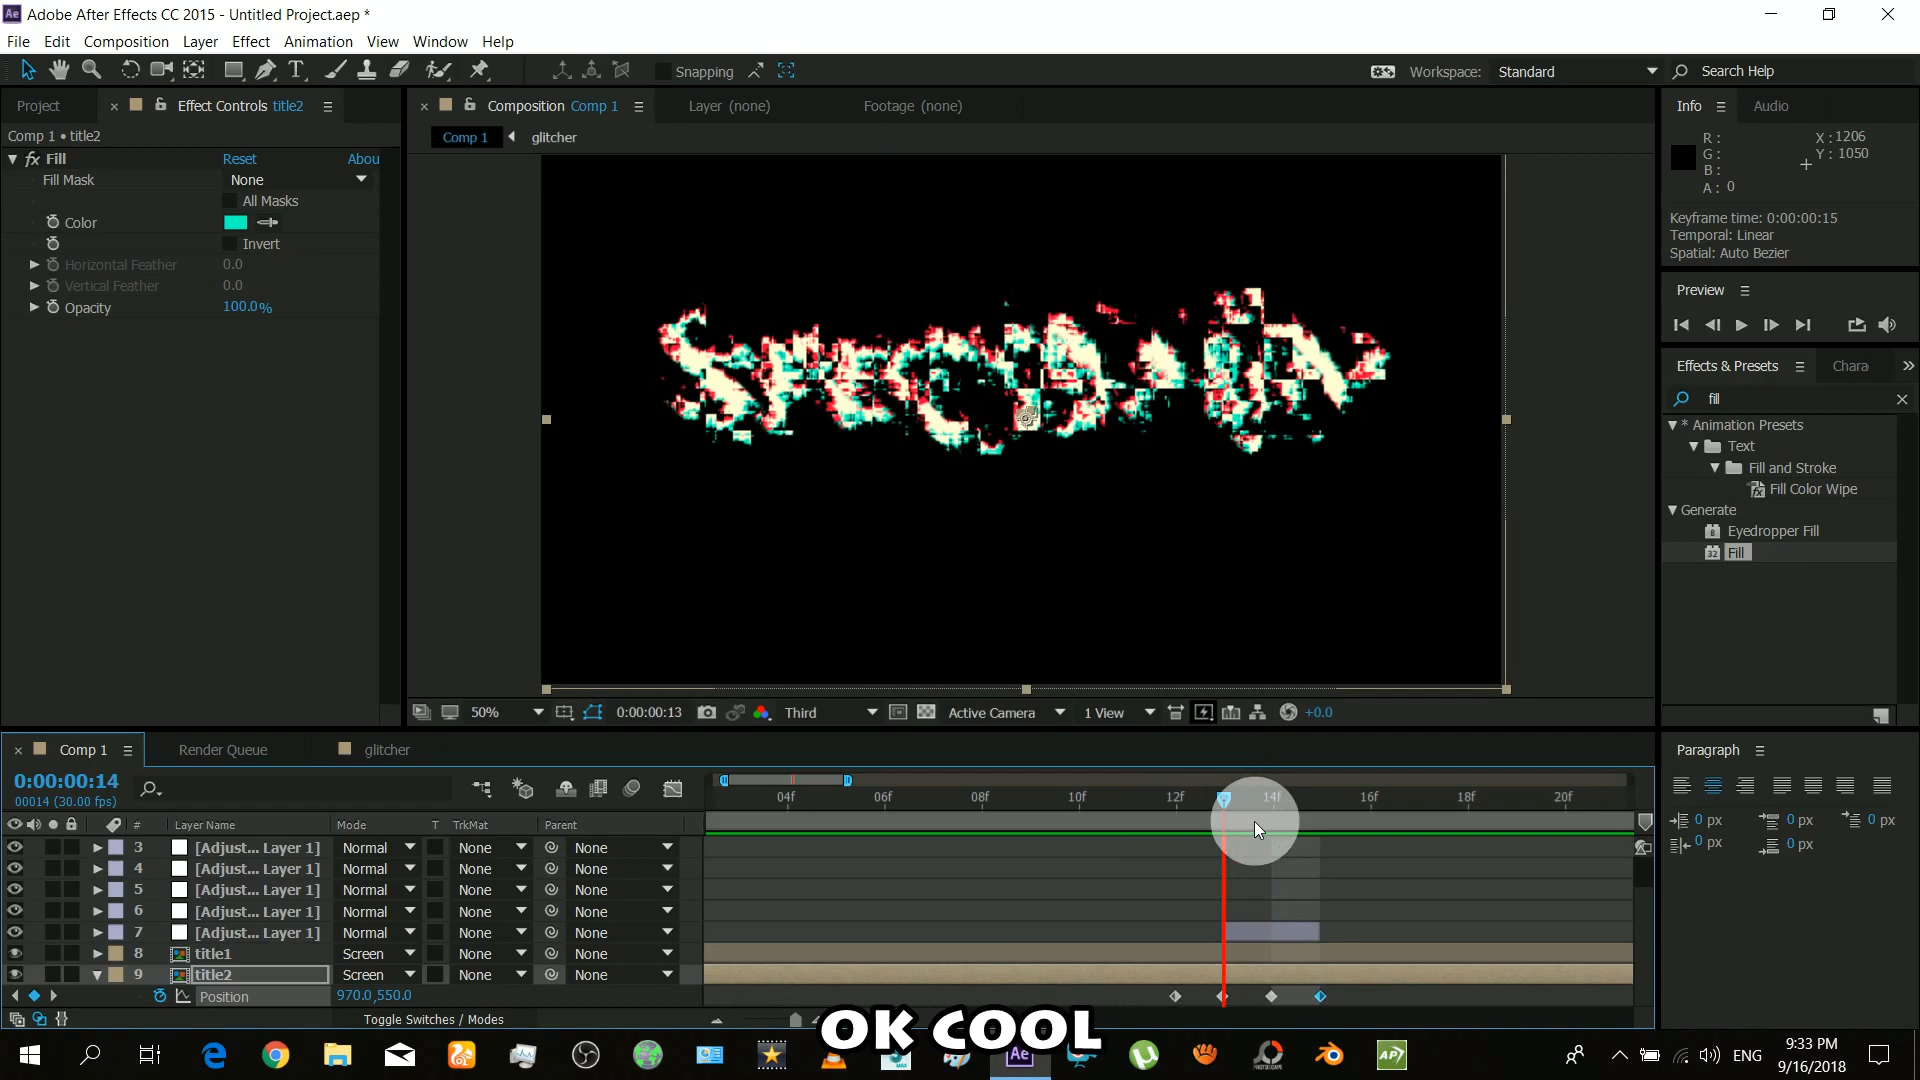 Adobe After Effects CC 2015 - Untitled Project.aep *
File Edit Composition Layer Effect Animation View Window Help
Snapping
Workspace: Standard
Search Help
Project
Effect Controls title2
Comp 1 • title2
fx Fill Reset Abou
Fill Mask None
All Masks
Color
Invert
Horizontal Feather 0.0
Vertical Feather 0.0
Opacity 100.0%
Composition Comp 1
Layer (none)
Footage (none)
Comp 1 glitcher
50% 0:00:00:13 Third Active Camera 1 View +0.0
Info Audio
R : X : 1206
G : Y : 1050
B :
A : 0
Keyframe time: 0:00:00:15
Temporal: Linear
Spatial: Auto Bezier
Preview
Effects & Presets Chara
fill
* Animation Presets
Text
Fill and Stroke
Fill Color Wipe
Generate
Eyedropper Fill
Fill
Comp 1 Render Queue glitcher
0:00:00:14
00014 (30.00 fps)
04f 06f 08f 10f 12f 14f 16f 18f 20f
# Layer Name Mode T TrkMat Parent
3 [Adjust... Layer 1] Normal None None
4 [Adjust... Layer 1] Normal None None
5 [Adjust... Layer 1] Normal None None
6 [Adjust... Layer 1] Normal None None
7 [Adjust... Layer 1] Normal None None
8 title1 Screen None None
9 title2 Screen None None
Position 970.0,550.0
Toggle Switches / Modes
Paragraph
0 px 0 px 0 px
0 px 0 px
OK COOL
ENG
9:33 PM
9/16/2018